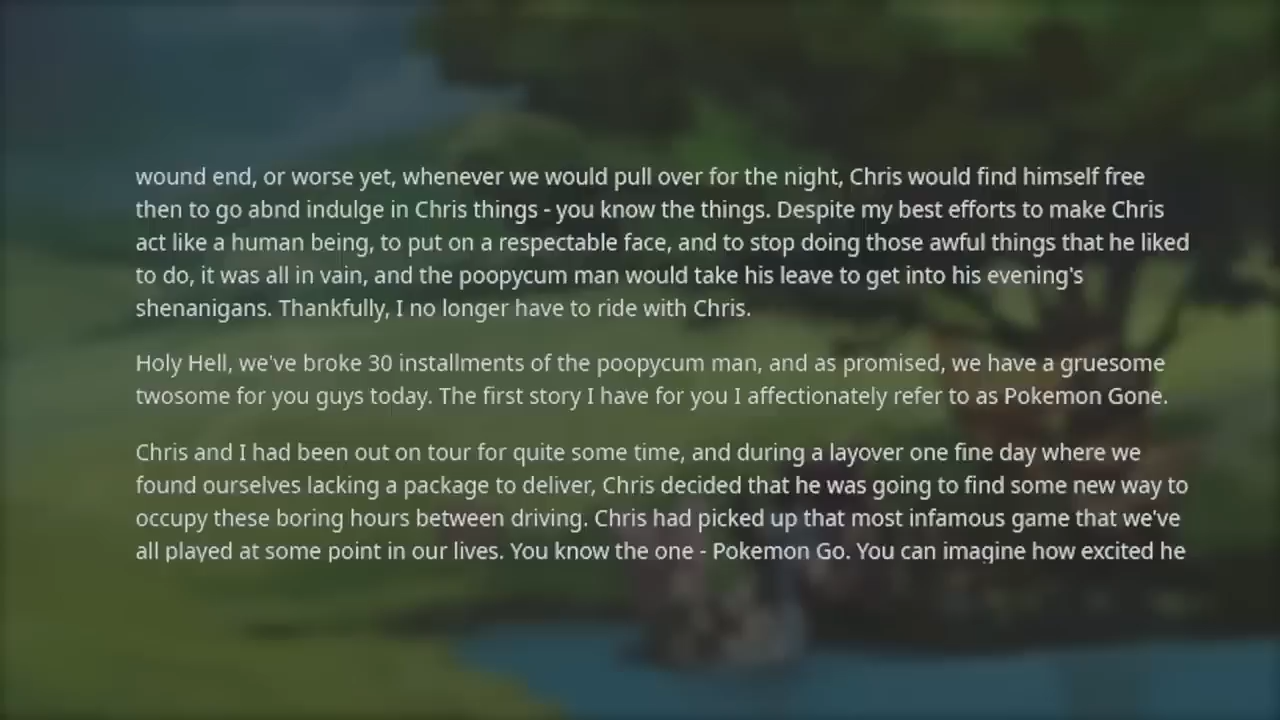 wound end, or worse yet, whenever we would pull over for the night, Chris would find himself free
then to go abnd indulge in Chris things - you know the things. Despite my best efforts to make Chris
act like a human being, to put on a respectable face, and to stop doing those awful things that he liked
to do, it was all in vain, and the poopycum man would take his leave to get into his evening's
shenanigans. Thankfully, I no longer have to ride with Chris.
Holy Hell, we've broke 30 installments of the poopycum man, and as promised, we have a gruesome
twosome for you guys today. The first story I have for you I affectionately refer to as Pokemon Gone.
Chris and I had been out on tour for quite some time, and during a layover one fine day where we
found ourselves lacking a package to deliver, Chris decided that he was going to find some new way to
occupy these boring hours between driving. Chris had picked up that most infamous game that we've
all played at some point in our lives. You know the one - Pokemon Go. You can imagine how excited he